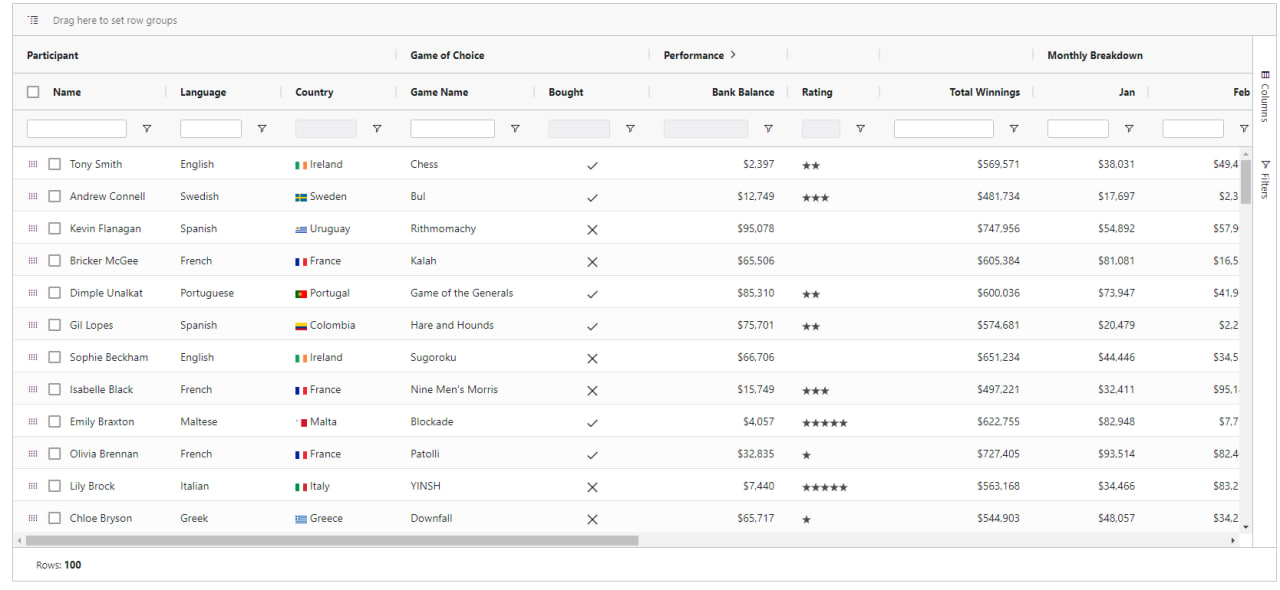 Drag here to set row groups
Participant Game of Choice Performance Monthly Breakdown
Name Language Country Game Name Bought Bank Balance Rating Total Winnings Jan Feb
Tony Smith English Ireland Chess $2,397 $569,571 $38,031 $49,4
Andrew Connell Swedish Sweden Bul $12,749 $481,734 $17,697 $2,3
Kevin Flanagan Spanish Uruguay Rithmomachy $95,078 $747,956 $54,892 $57,9
Bricker McGee French France Kalah $65,506 $605,384 $81,081 $16,5
Dimple Unalkat Portuguese Portugal Game of the Generals $85,310 $600,036 $73,947 $41,9
Gil Lopes Spanish Colombia Hare and Hounds $75,701 $574,681 $20,479 $2,2
Sophie Beckham English Ireland Sugoroku $66,706 $651,234 $44,446 $34,5
Isabelle Black French France Nine Men's Morris $15,749 $497,221 $32,411 $95,1
Emily Braxton Maltese Malta Blockade $4,057 $622,755 $82,948 $7,7
Olivia Brennan French France Patolli $32,835 $727,405 $93,514 $82,4
Lily Brock Italian Italy YINSH $7,440 $563,168 $34,466 $83,2
Chloe Bryson Greek Greece Downfall $65,717 $544,903 $48,057 $34,2
Rows: 100
Columns
Filters